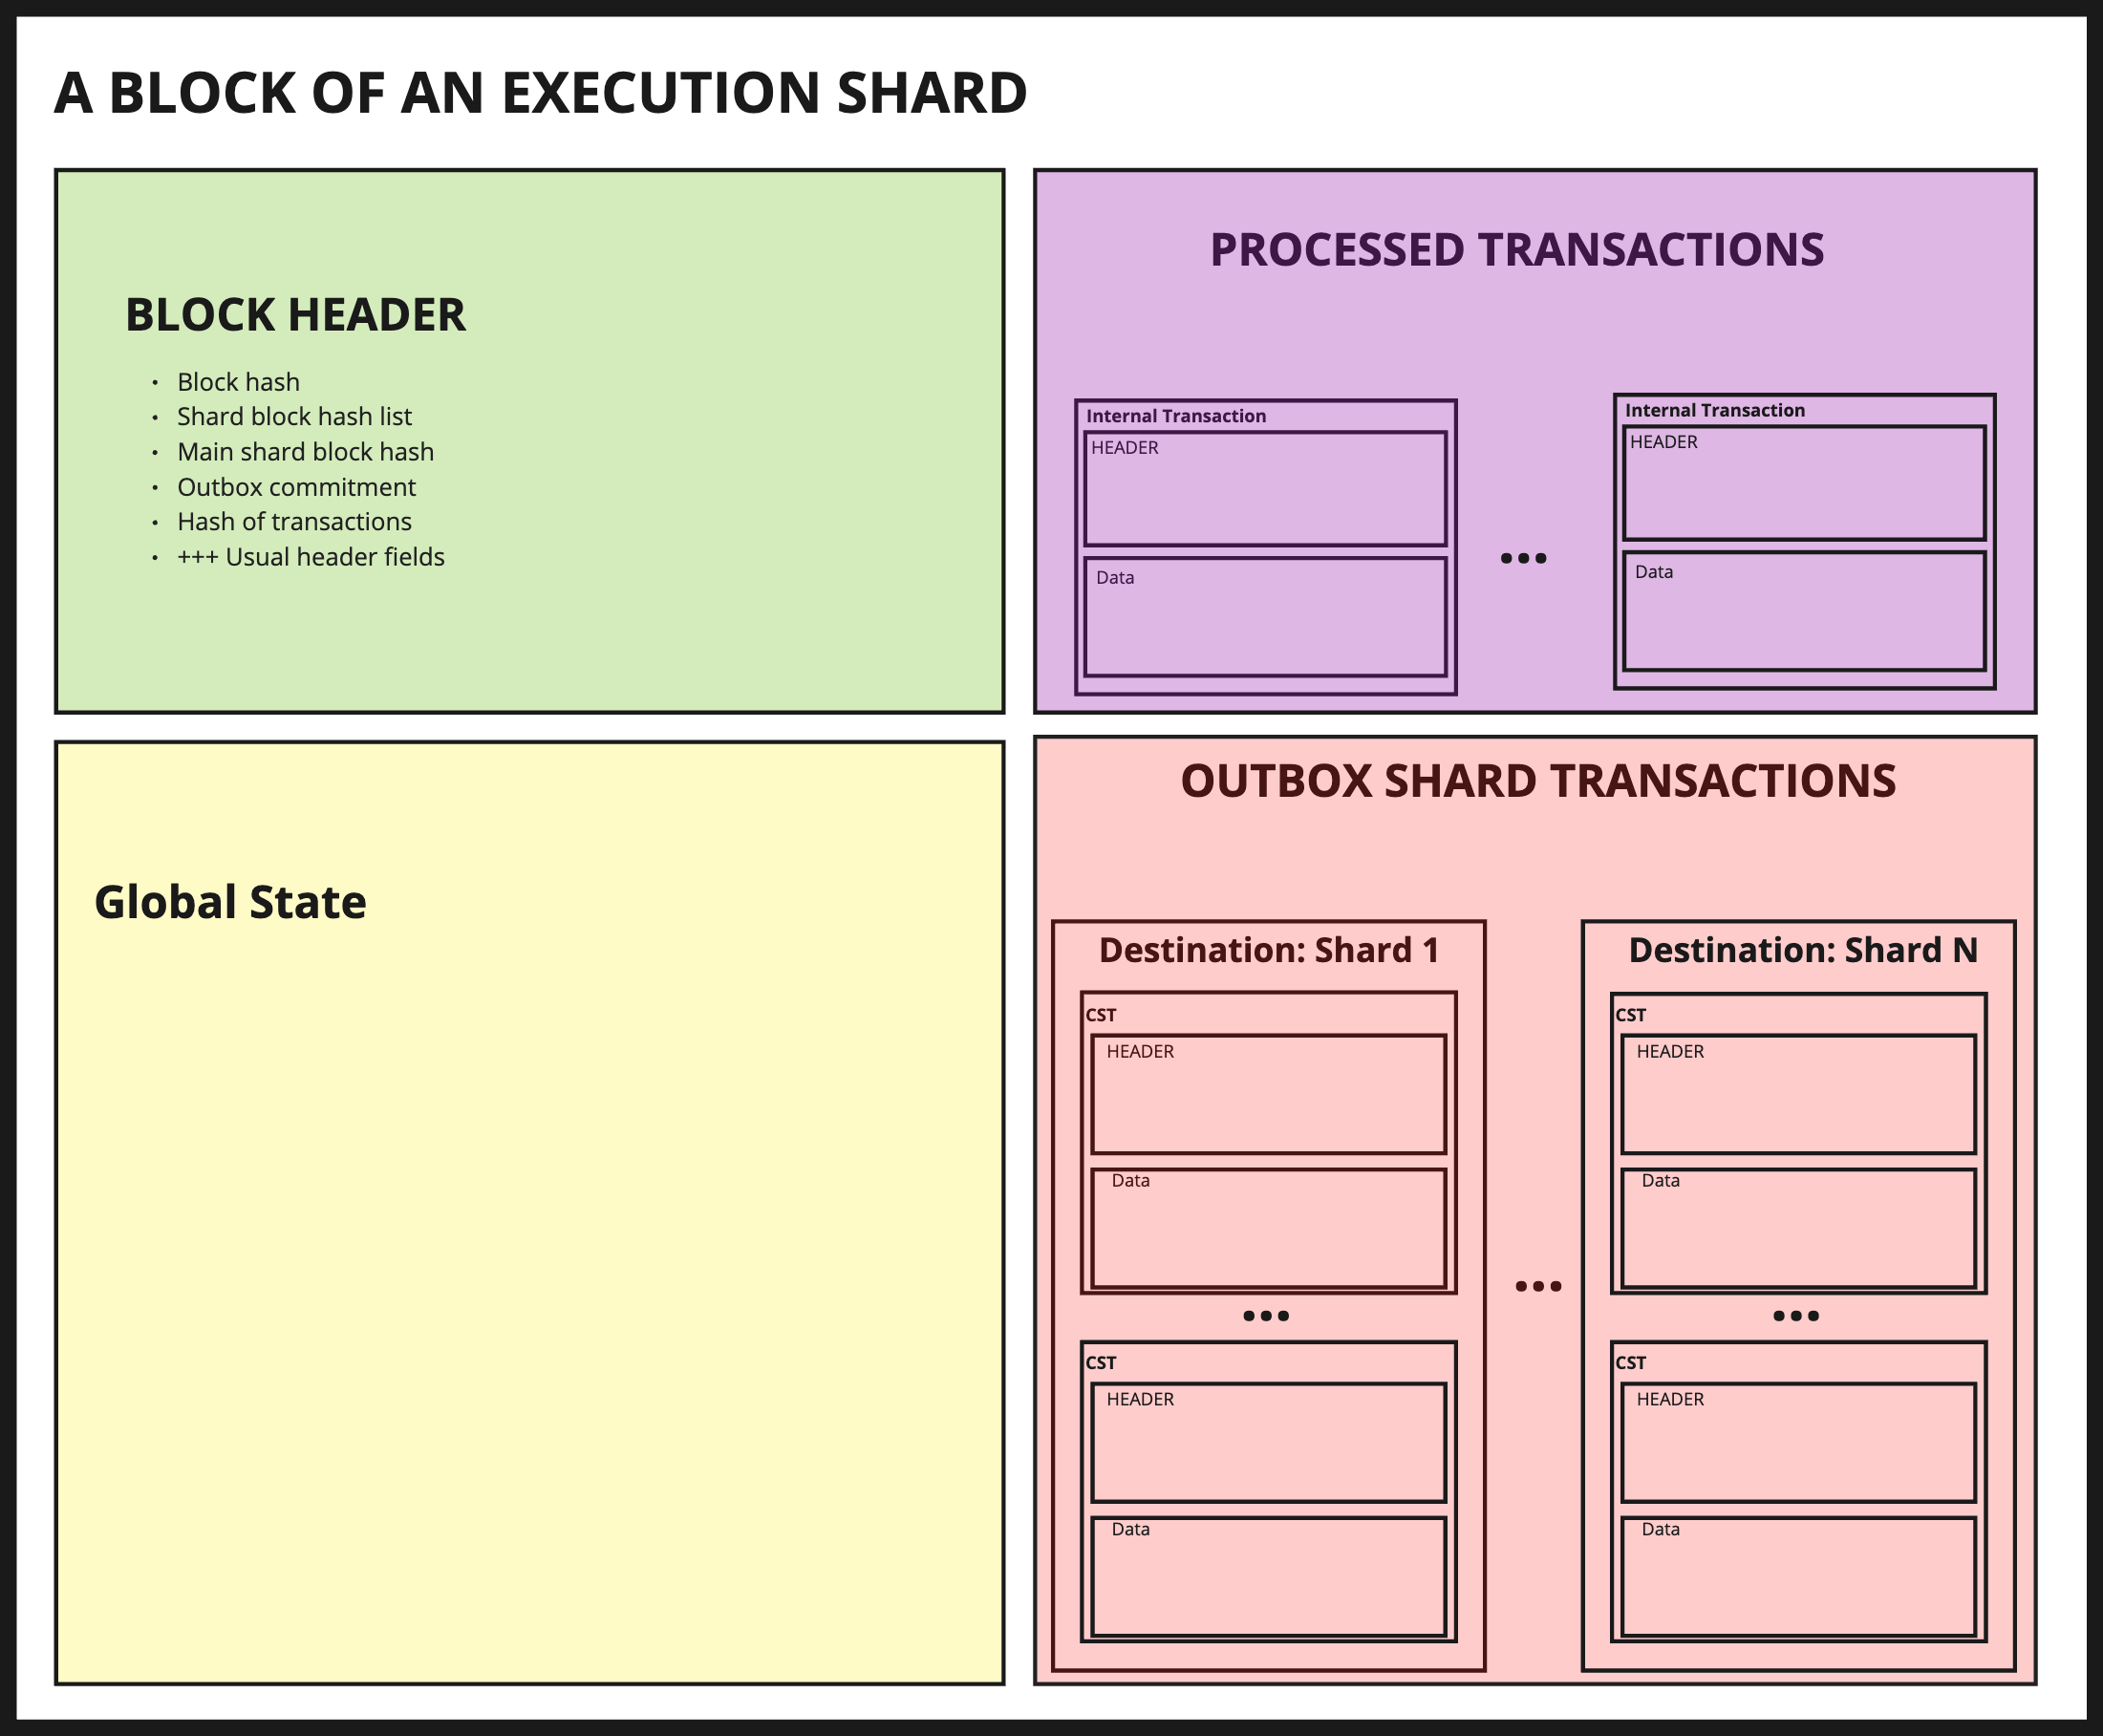 A BLOCK OF AN EXECUTION SHARD
BLOCK HEADER
• Block hash
• Shard block hash list
• Main shard block hash
• Outbox commitment
• Hash of transactions
• +++ Usual header fields
PROCESSED TRANSACTIONS
Internal Transaction
HEADER
Data
...
Internal Transaction
HEADER
Data
Global State
OUTBOX SHARD TRANSACTIONS
Destination: Shard 1
CST
HEADER
Data
...
CST
HEADER
Data
...
Destination: Shard N
CST
HEADER
Data
...
CST
HEADER
Data